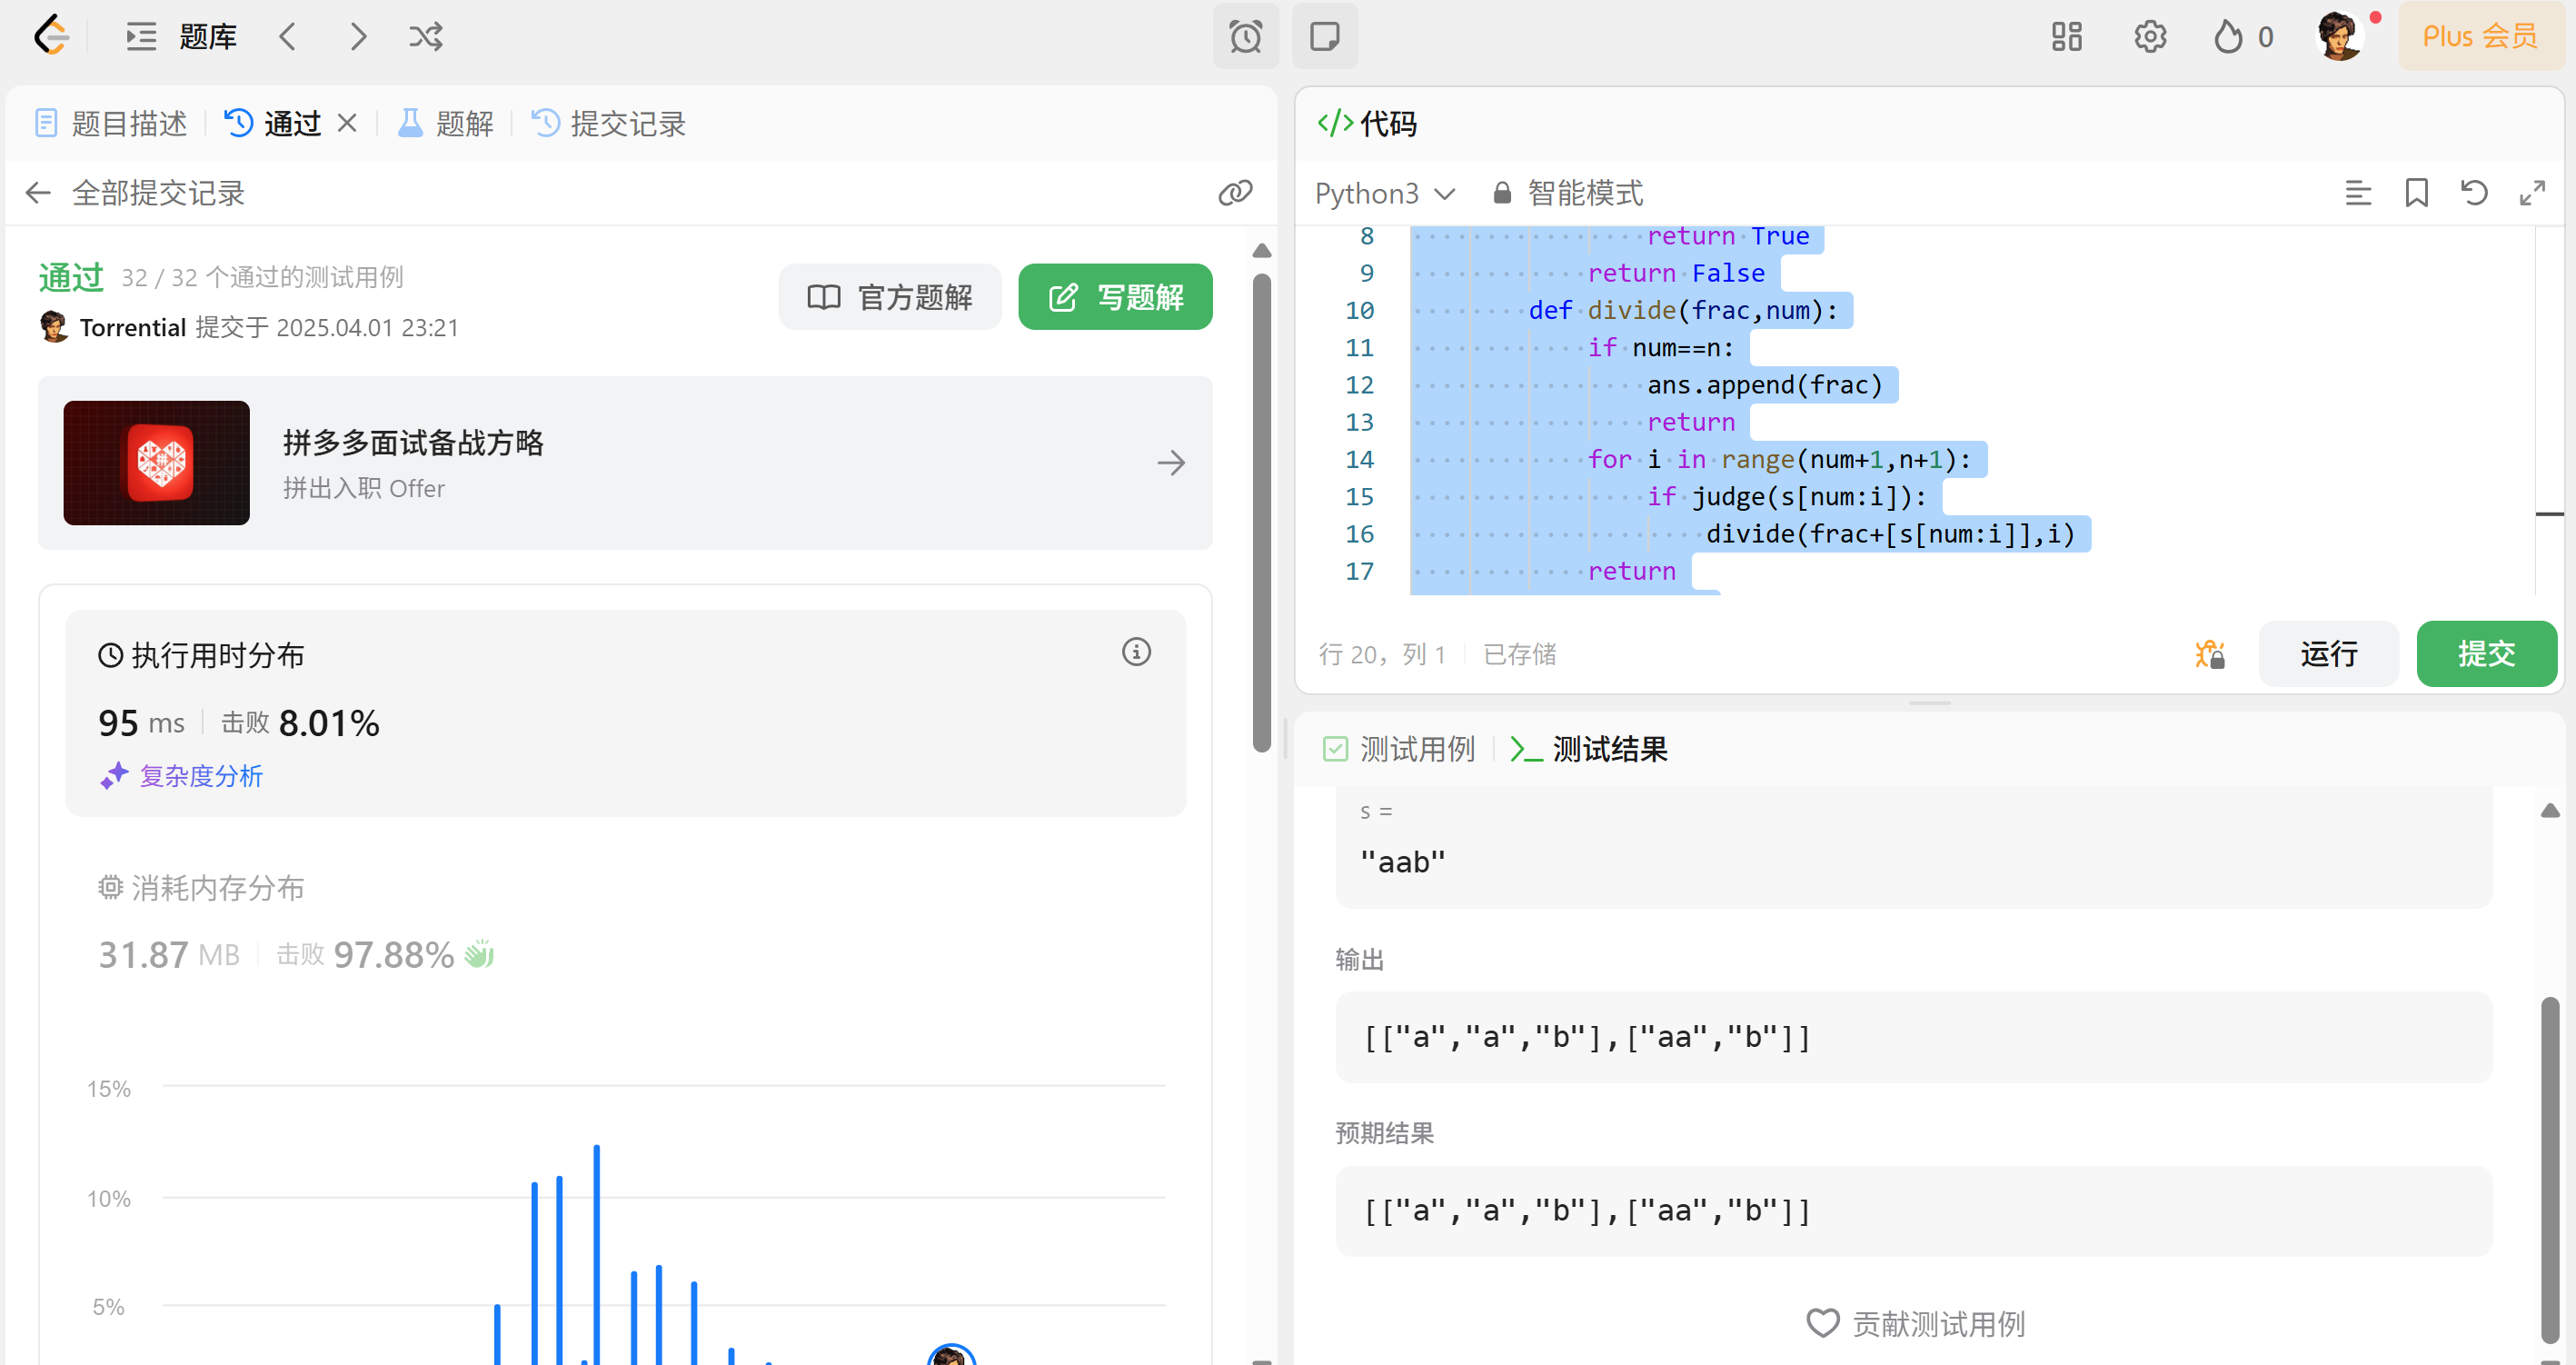 题库
0
Plus 会员
题目描述
通过
题解
提交记录
全部提交记录
通过 32 / 32 个通过的测试用例
Torrential 提交于 2025.04.01 23:21
官方题解
写题解
拼多多面试备战方略
拼出入职 Offer
执行用时分布
95 ms 击败 8.01%
复杂度分析
消耗内存分布
31.87 MB 击败 97.88%
15%
10%
5%
</> 代码
Python3 智能模式
8 return True
9 return False
10 def divide(frac,num):
11 if num==n:
12 ans.append(frac)
13 return
14 for i in range(num+1,n+1):
15 if judge(s[num:i]):
16 divide(frac+[s[num:i]],i)
17 return
行 20，列 1 已存储
运行
提交
测试用例
测试结果
s =
"aab"
输出
[["a","a","b"],["aa","b"]]
预期结果
[["a","a","b"],["aa","b"]]
贡献测试用例